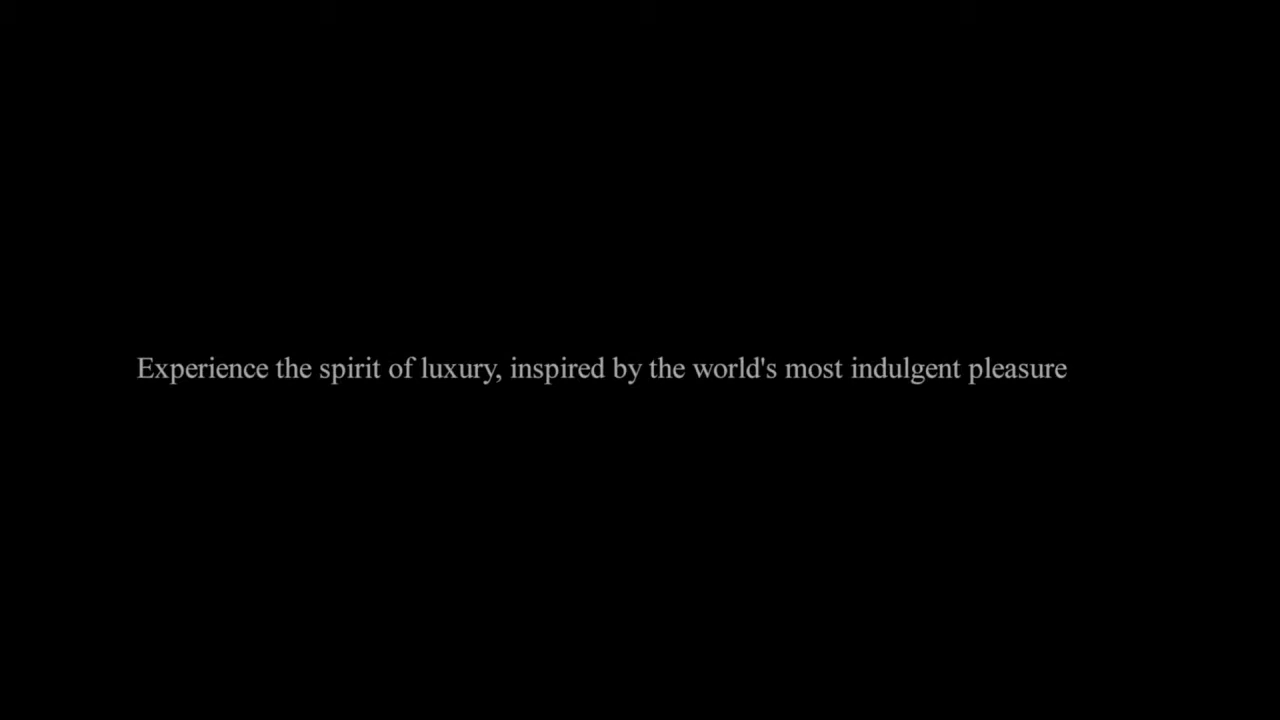 Experience the spirit of luxury, inspired by the world's most indulgent pleasure